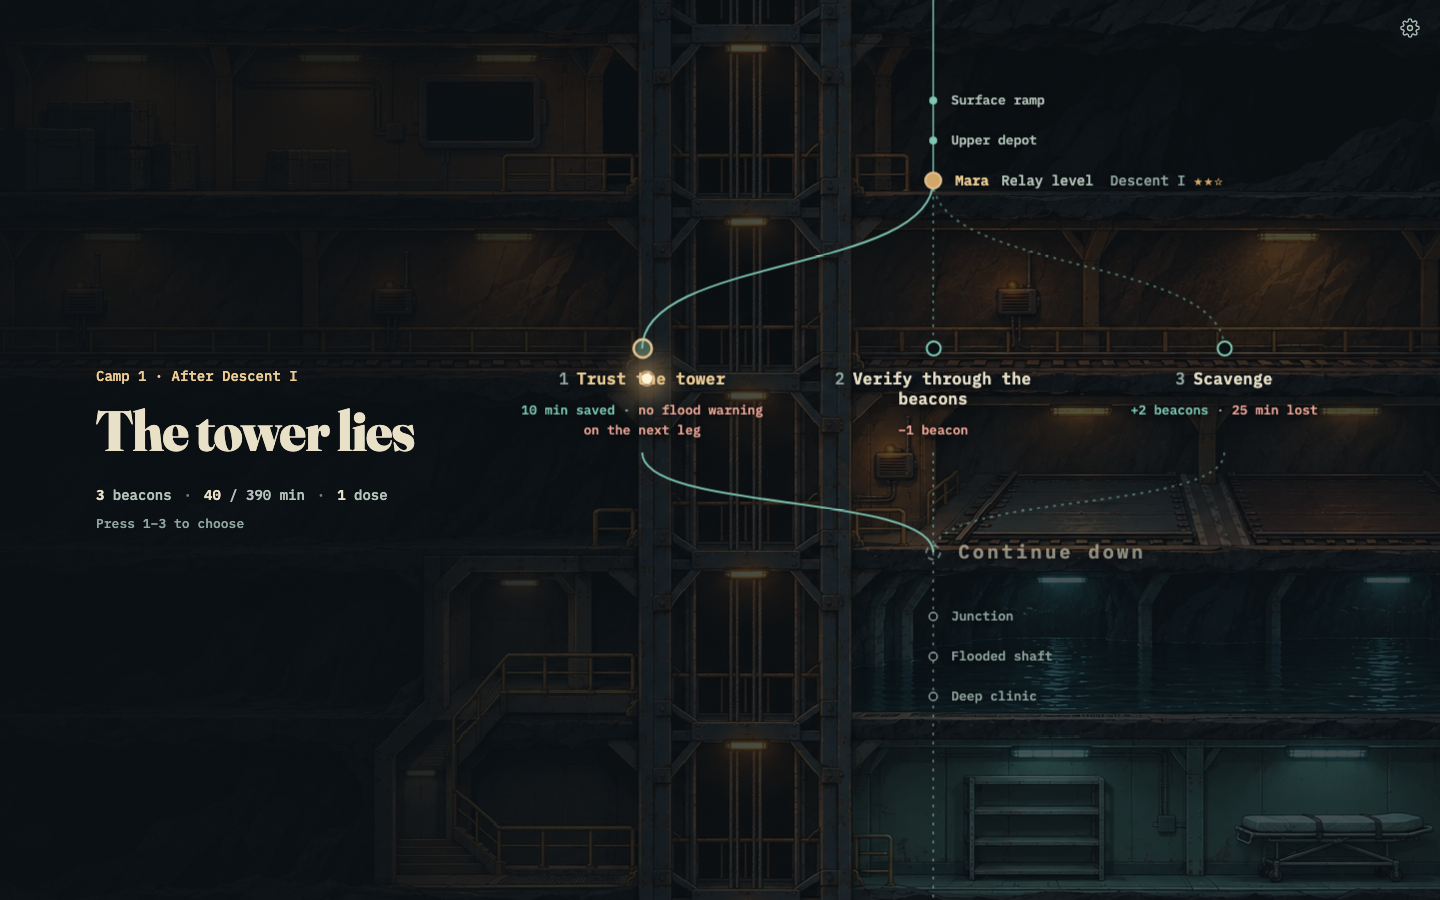 Surface ramp
Upper depot
Mara Relay level Descent I ★★☆
Camp 1 · After Descent I
The tower lies
3 beacons · 40 / 390 min · 1 dose
Press 1–3 to choose
1 Trust the tower
10 min saved · no flood warning
on the next leg
2 Verify through the
beacons
−1 beacon
3 Scavenge
+2 beacons · 25 min lost
Continue down
Junction
Flooded shaft
Deep clinic